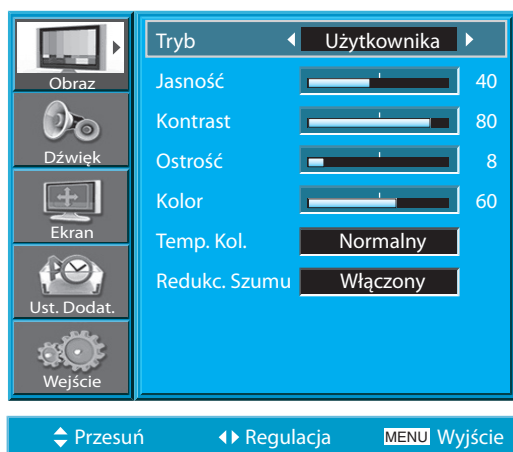 Obraz
Dźwięk
Ekran
Ust. Dodat.
Wejście
Tryb Użytkownika
Jasność 40
Kontrast 80
Ostrość 8
Kolor 60
Temp. Kol. Normalny
Redukc. Szumu Włączony
Przesuń Regulacja MENU Wyjście